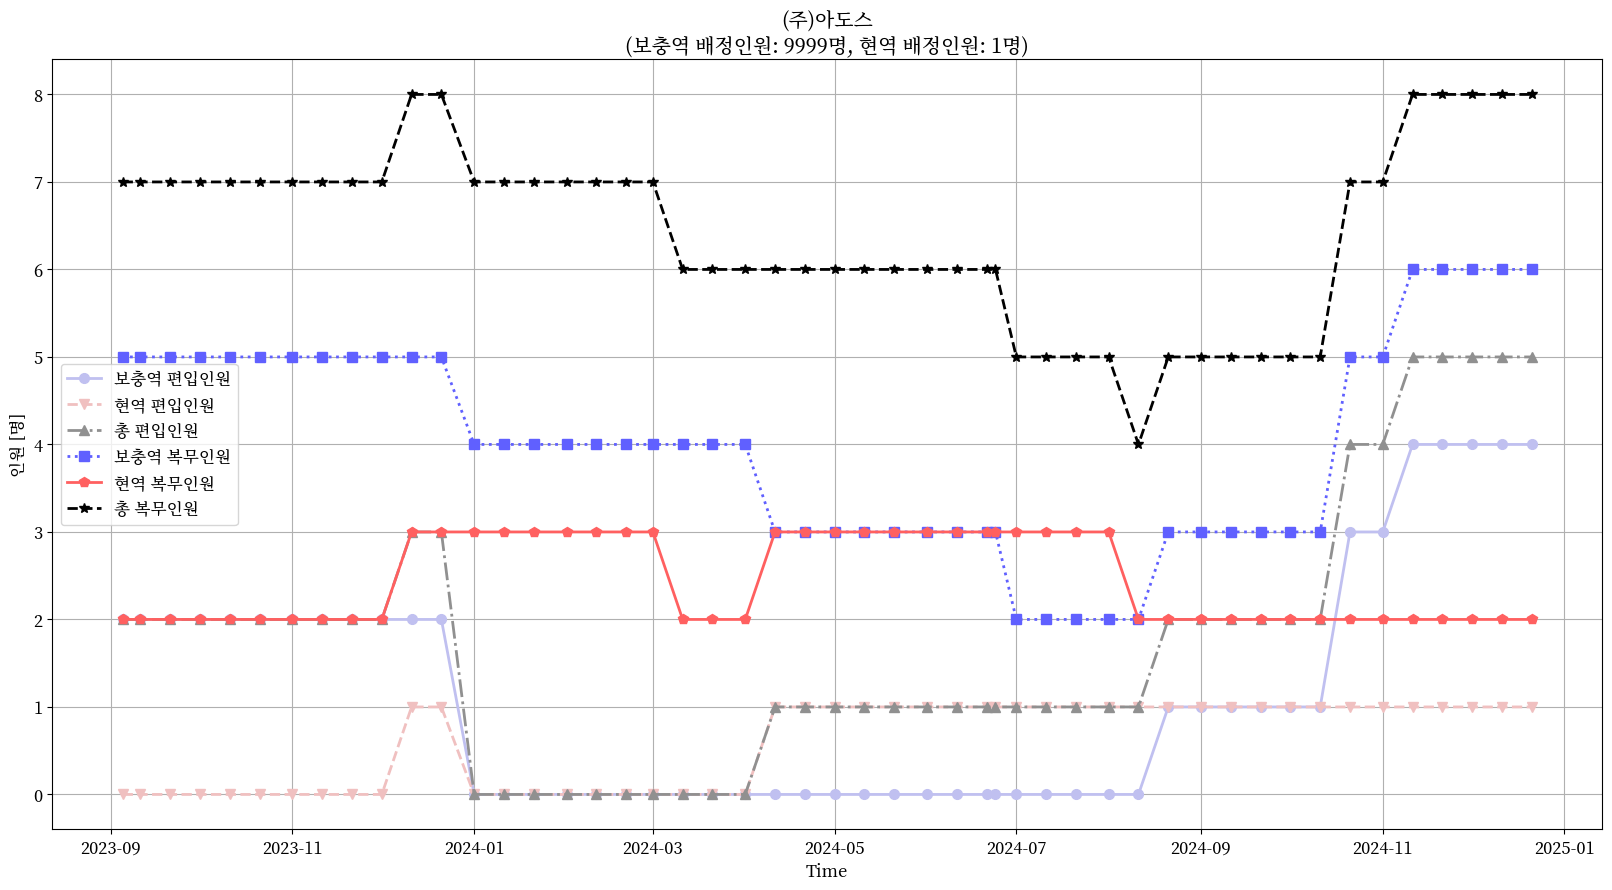 (주)아도스
(보충역 배정인원: 9999명, 현역 배정인원: 1명)
8
7
6
5
4
3
2
1
0
인원 [명]
보충역 편입인원
현역 편입인원
총 편입인원
보충역 복무인원
현역 복무인원
총 복무인원
2023-09
2023-11
2024-01
2024-03
2024-05
2024-07
2024-09
2024-11
2025-01
Time